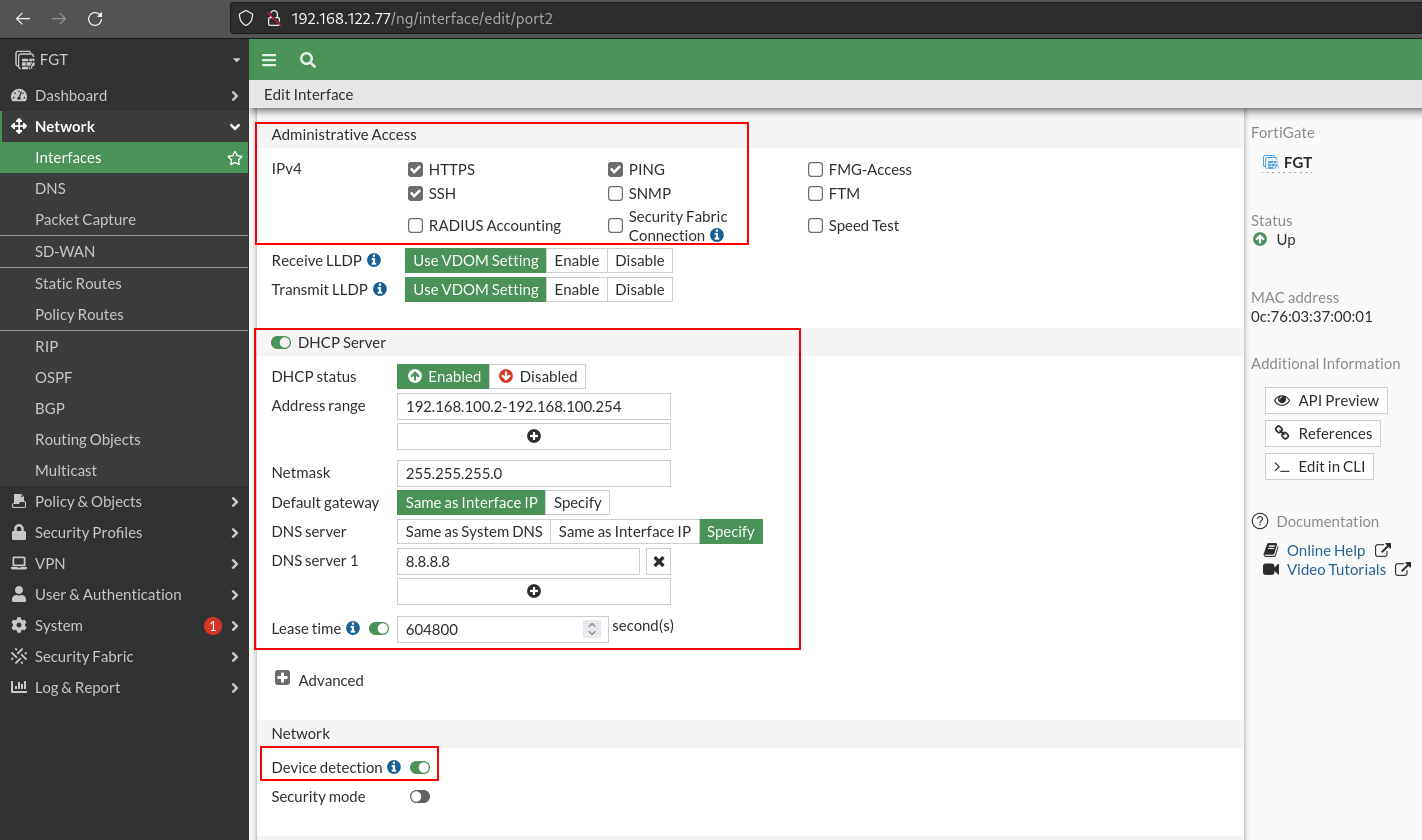 192.168.122.77/ng/interface/edit/port2
FGT
Dashboard
Network
Interfaces
DNS
Packet Capture
SD-WAN
Static Routes
Policy Routes
RIP
OSPF
BGP
Routing Objects
Multicast
Policy & Objects
Security Profiles
VPN
User & Authentication
System 1
Security Fabric
Log & Report
Edit Interface
Administrative Access
IPv4 HTTPS PING FMG-Access
SSH SNMP FTM
RADIUS Accounting Security Fabric Connection Speed Test
Receive LLDP Use VDOM Setting Enable Disable
Transmit LLDP Use VDOM Setting Enable Disable
DHCP Server
DHCP status Enabled Disabled
Address range 192.168.100.2-192.168.100.254
Netmask 255.255.255.0
Default gateway Same as Interface IP Specify
DNS server Same as System DNS Same as Interface IP Specify
DNS server 1 8.8.8.8
Lease time 604800 second(s)
Advanced
Network
Device detection
Security mode
FortiGate
FGT
Status
Up
MAC address
0c:76:03:37:00:01
Additional Information
API Preview
References
>_ Edit in CLI
Documentation
Online Help
Video Tutorials